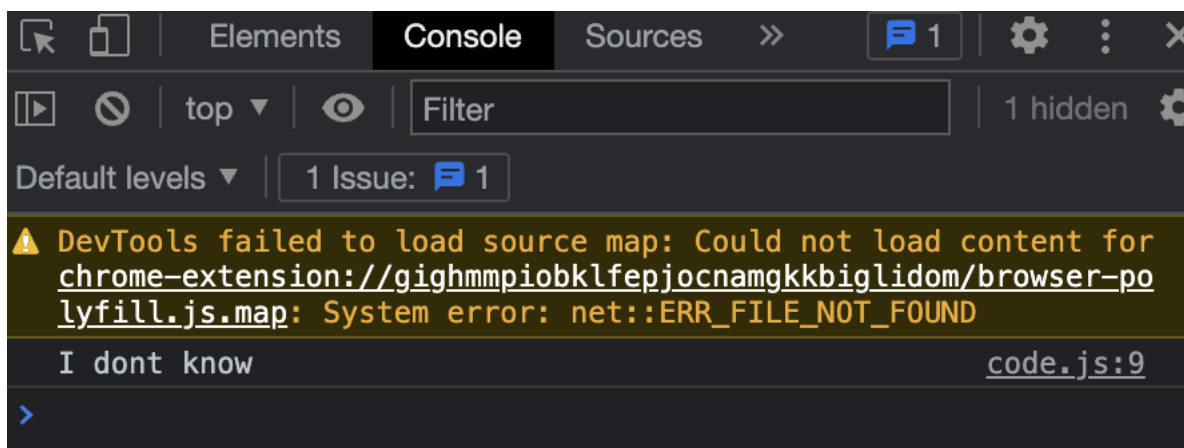 Elements Console Sources 1
top Filter 1 hidden
Default levels 1 Issue: 1
DevTools failed to load source map: Could not load content for
chrome-extension://gighmmpiobklfepjocnamgkkbiglidom/browser-po
lyfill.js.map: System error: net::ERR_FILE_NOT_FOUND
I dont know code.js:9